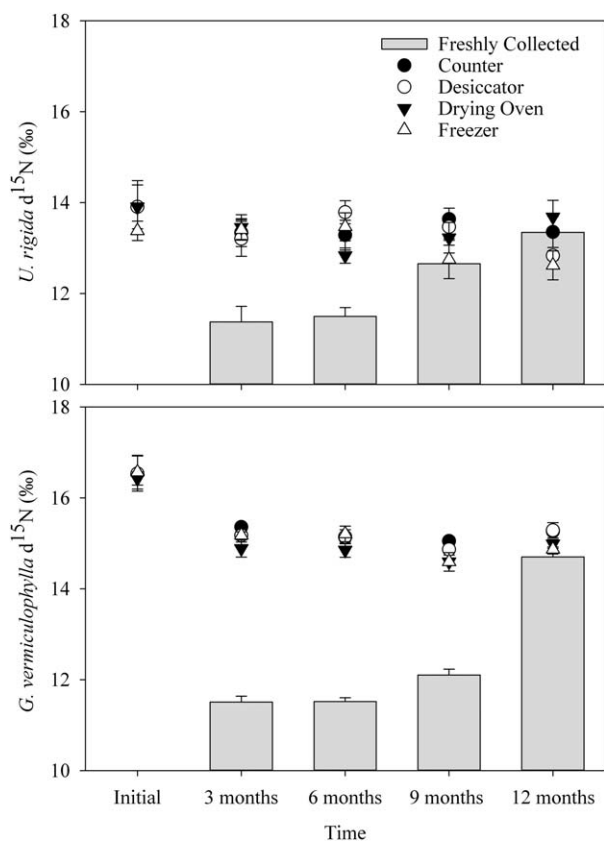 18
16
14
12
10
U. rigida d¹⁵N (‰)
Freshly Collected
Counter
Desiccator
Drying Oven
Freezer
18
16
14
12
10
G. vermiculophylla d¹⁵N (‰)
Initial
3 months
6 months
9 months
12 months
Time